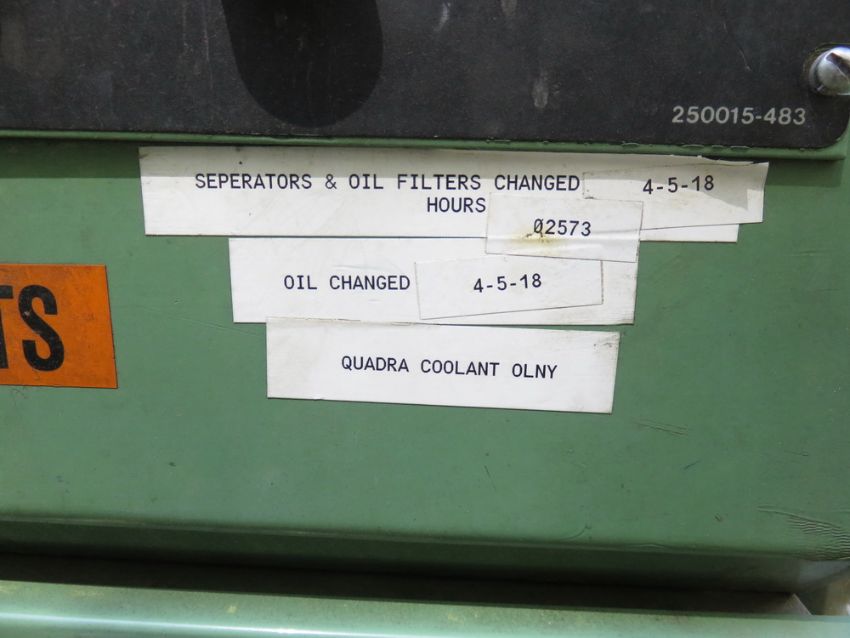 250015-483
SEPERATORS & OIL FILTERS CHANGED 4-5-18
HOURS 02573
OIL CHANGED 4-5-18
TS
QUADRA COOLANT OLNY